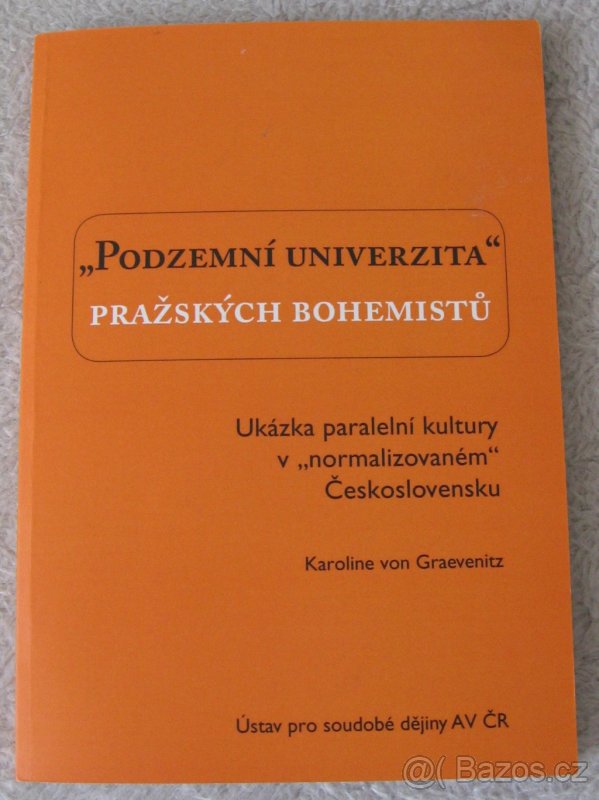 „Podzemní univerzita“
pražských bohemistů
Ukázka paralelní kultury
v „normalizovaném“
Československu
Karoline von Graevenitz
Ústav pro soudobé dějiny AV ČR
@( Bazos.cz